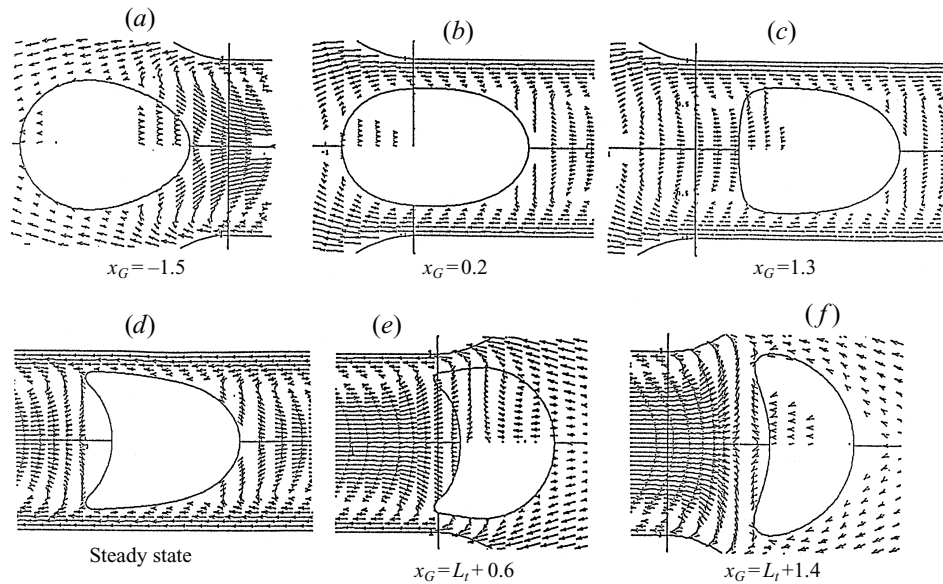 (a)
(b)
(c)
x_G = –1.5
x_G = 0.2
x_G = 1.3
(d)
(e)
(f)
Steady state
x_G = L_t + 0.6
x_G = L_t + 1.4